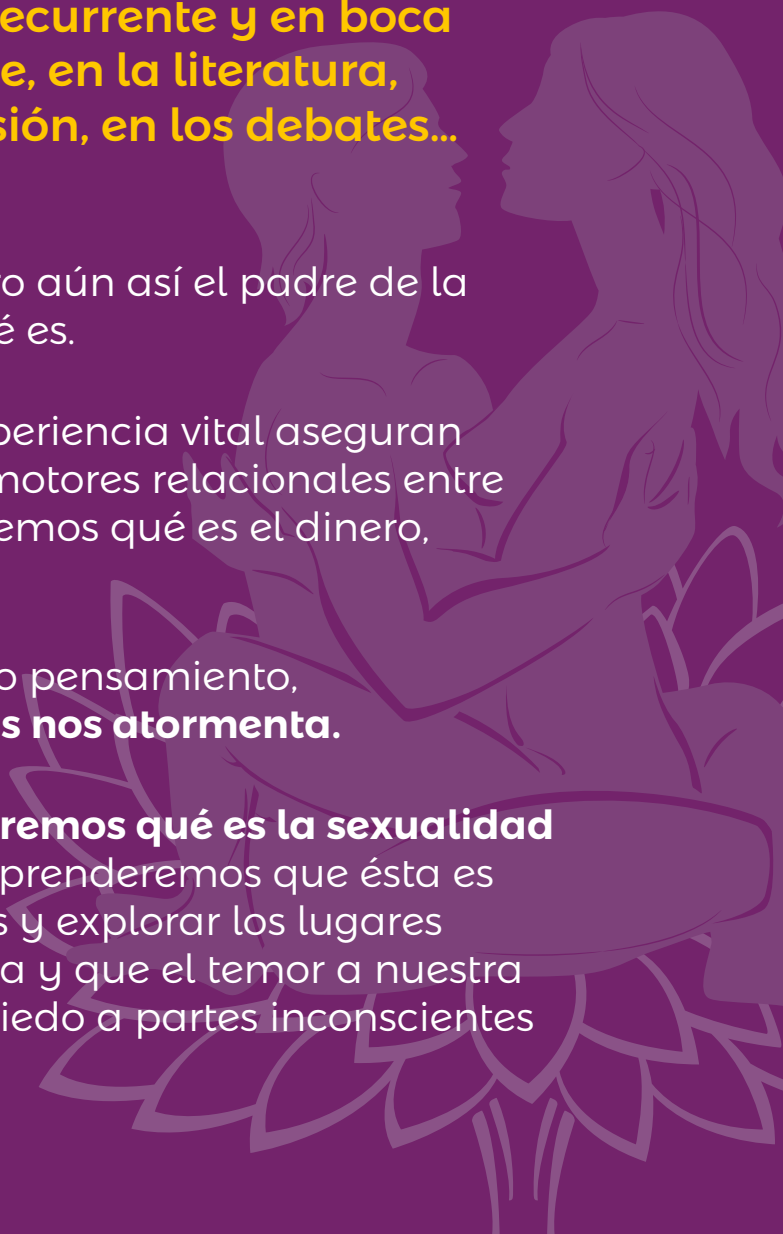 ecurrente y en boca
e, en la literatura,
sión, en los debates...
o aún así el padre de la
é es.
periencia vital aseguran
motores relacionales entre
emos qué es el dinero,
o pensamiento,
s nos atormenta.
remos qué es la sexualidad
prenderemos que ésta es
s y explorar los lugares
a y que el temor a nuestra
iedo a partes inconscientes